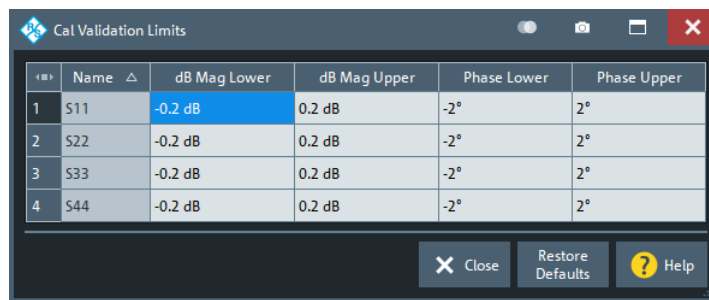 Cal Validation Limits
Name dB Mag Lower dB Mag Upper Phase Lower Phase Upper
1 S11 -0.2 dB 0.2 dB -2° 2°
2 S22 -0.2 dB 0.2 dB -2° 2°
3 S33 -0.2 dB 0.2 dB -2° 2°
4 S44 -0.2 dB 0.2 dB -2° 2°
Close Restore Defaults ? Help